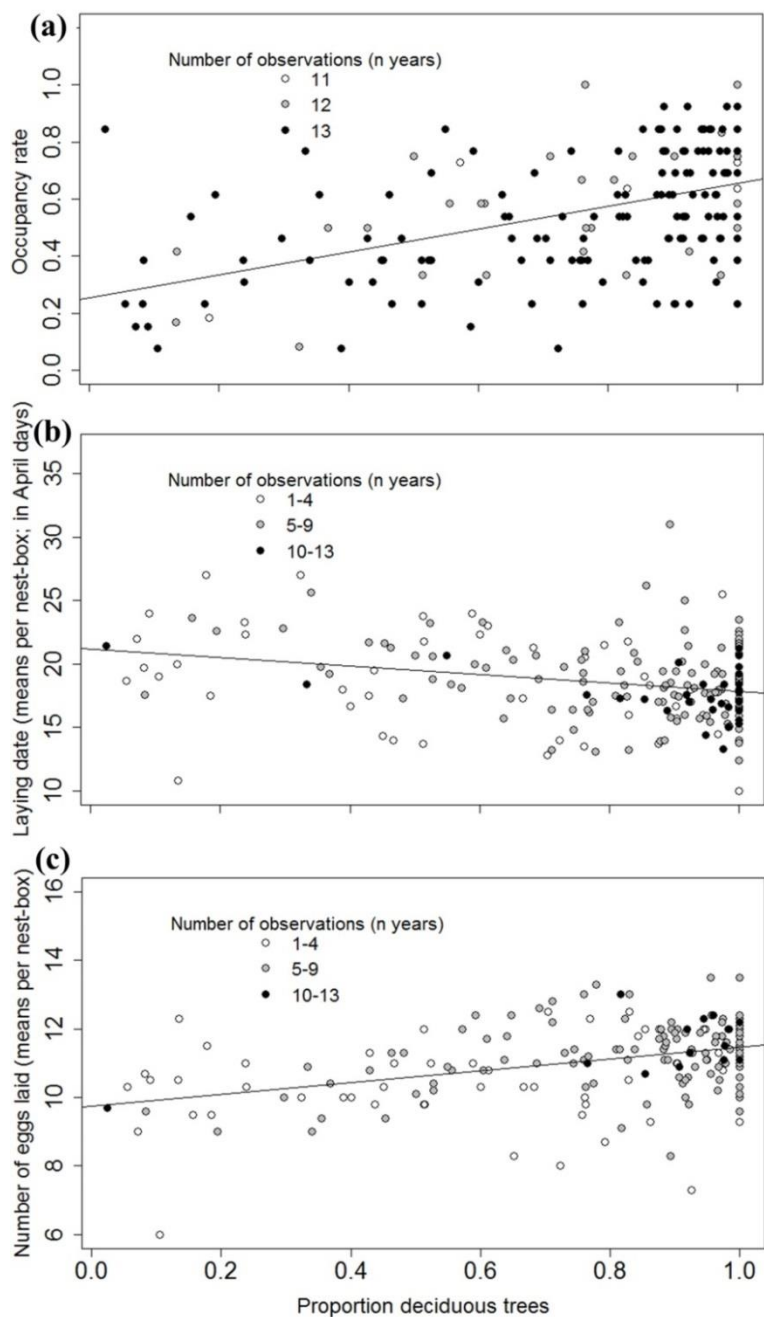 (a)
Number of observations (n years)
11
12
13
Occupancy rate
0.0 0.2 0.4 0.6 0.8 1.0
(b)
Number of observations (n years)
1-4
5-9
10-13
Laying date (means per nest-box; in April days)
10 15 20 25 30 35
(c)
Number of observations (n years)
1-4
5-9
10-13
Number of eggs laid (means per nest-box)
6 8 10 12 14 16
0.0 0.2 0.4 0.6 0.8 1.0
Proportion deciduous trees